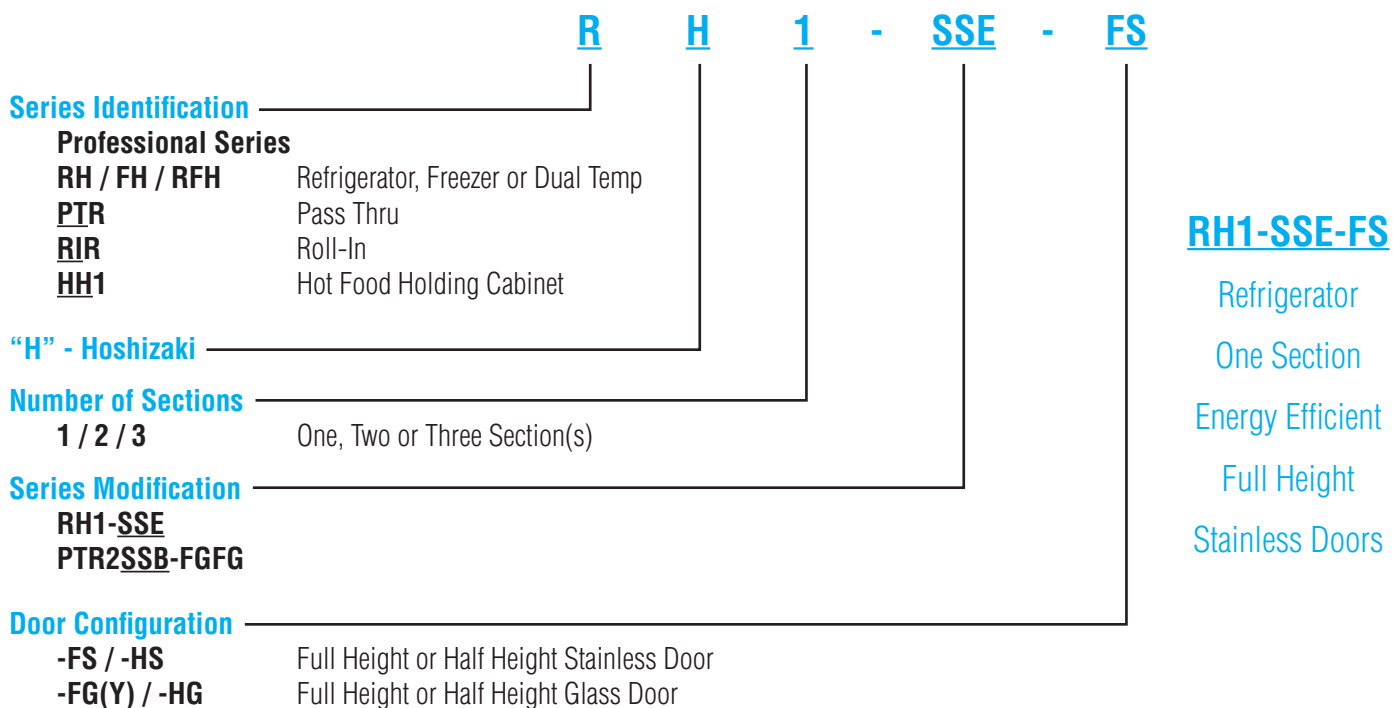 R H 1 - SSE - FS
Series Identification
Professional Series
RH / FH / RFH Refrigerator, Freezer or Dual Temp
PTR Pass Thru
RIR Roll-In
HH1 Hot Food Holding Cabinet
“H” - Hoshizaki
Number of Sections
1 / 2 / 3 One, Two or Three Section(s)
Series Modification
RH1-SSE
PTR2SSB-FGFG
Door Configuration
-FS / -HS Full Height or Half Height Stainless Door
-FG(Y) / -HG Full Height or Half Height Glass Door
RH1-SSE-FS
Refrigerator
One Section
Energy Efficient
Full Height
Stainless Doors